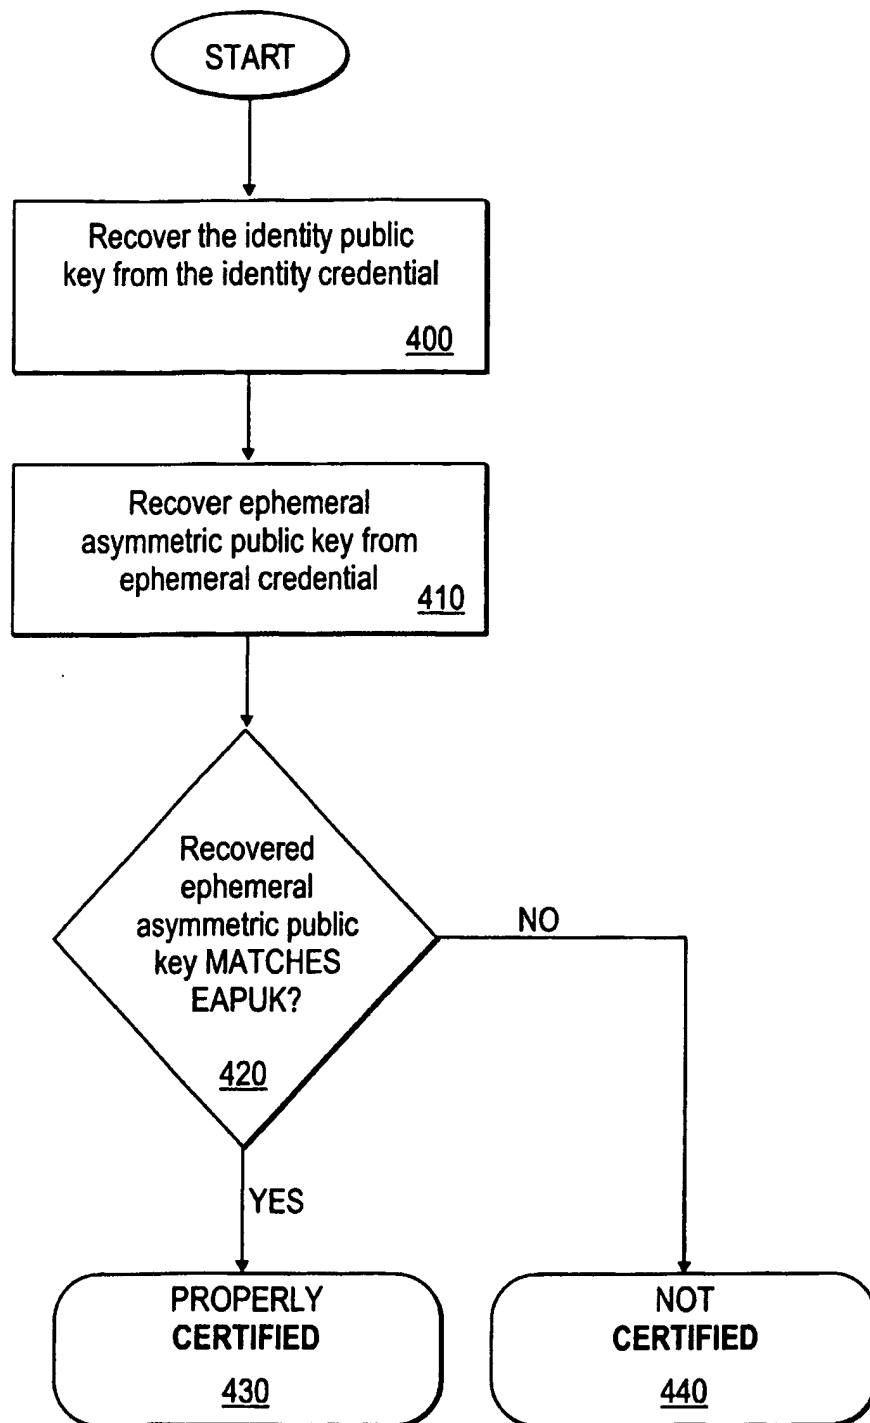 START
Recover the identity public
key from the identity credential
400
Recover ephemeral
asymmetric public key from
ephemeral credential
410
Recovered
ephemeral
asymmetric public
key MATCHES
EAPUK?
420
NO
YES
PROPERLY
CERTIFIED
430
NOT
CERTIFIED
440